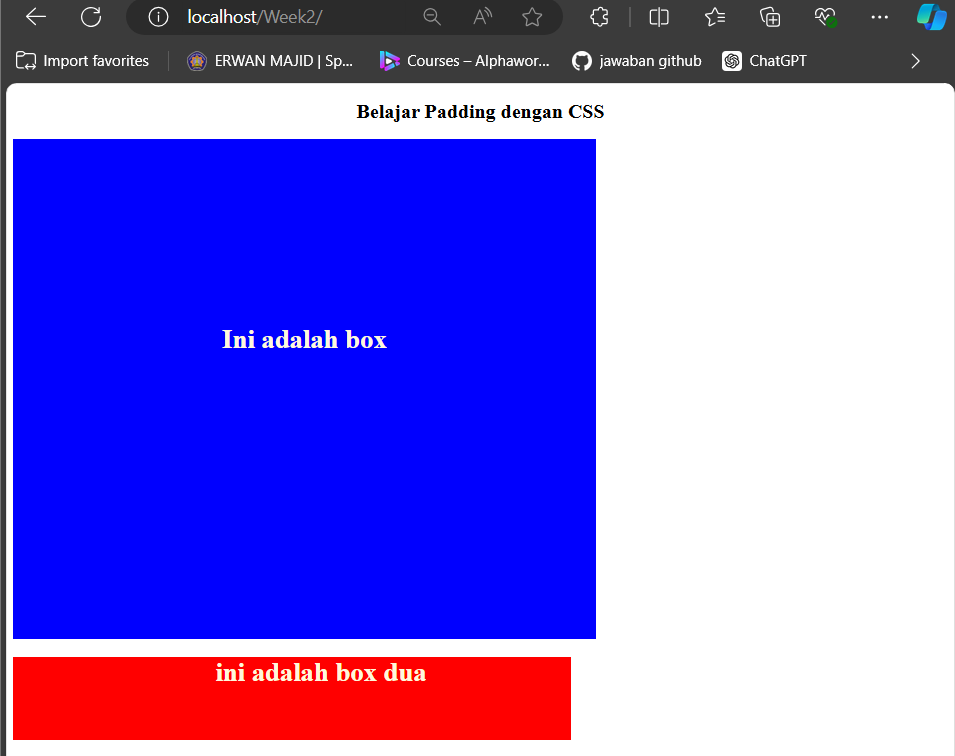 localhost/Week2/
Import favorites
ERWAN MAJID | Sp...
Courses – Alphawor...
jawaban github
ChatGPT
Belajar Padding dengan CSS
Ini adalah box
ini adalah box dua